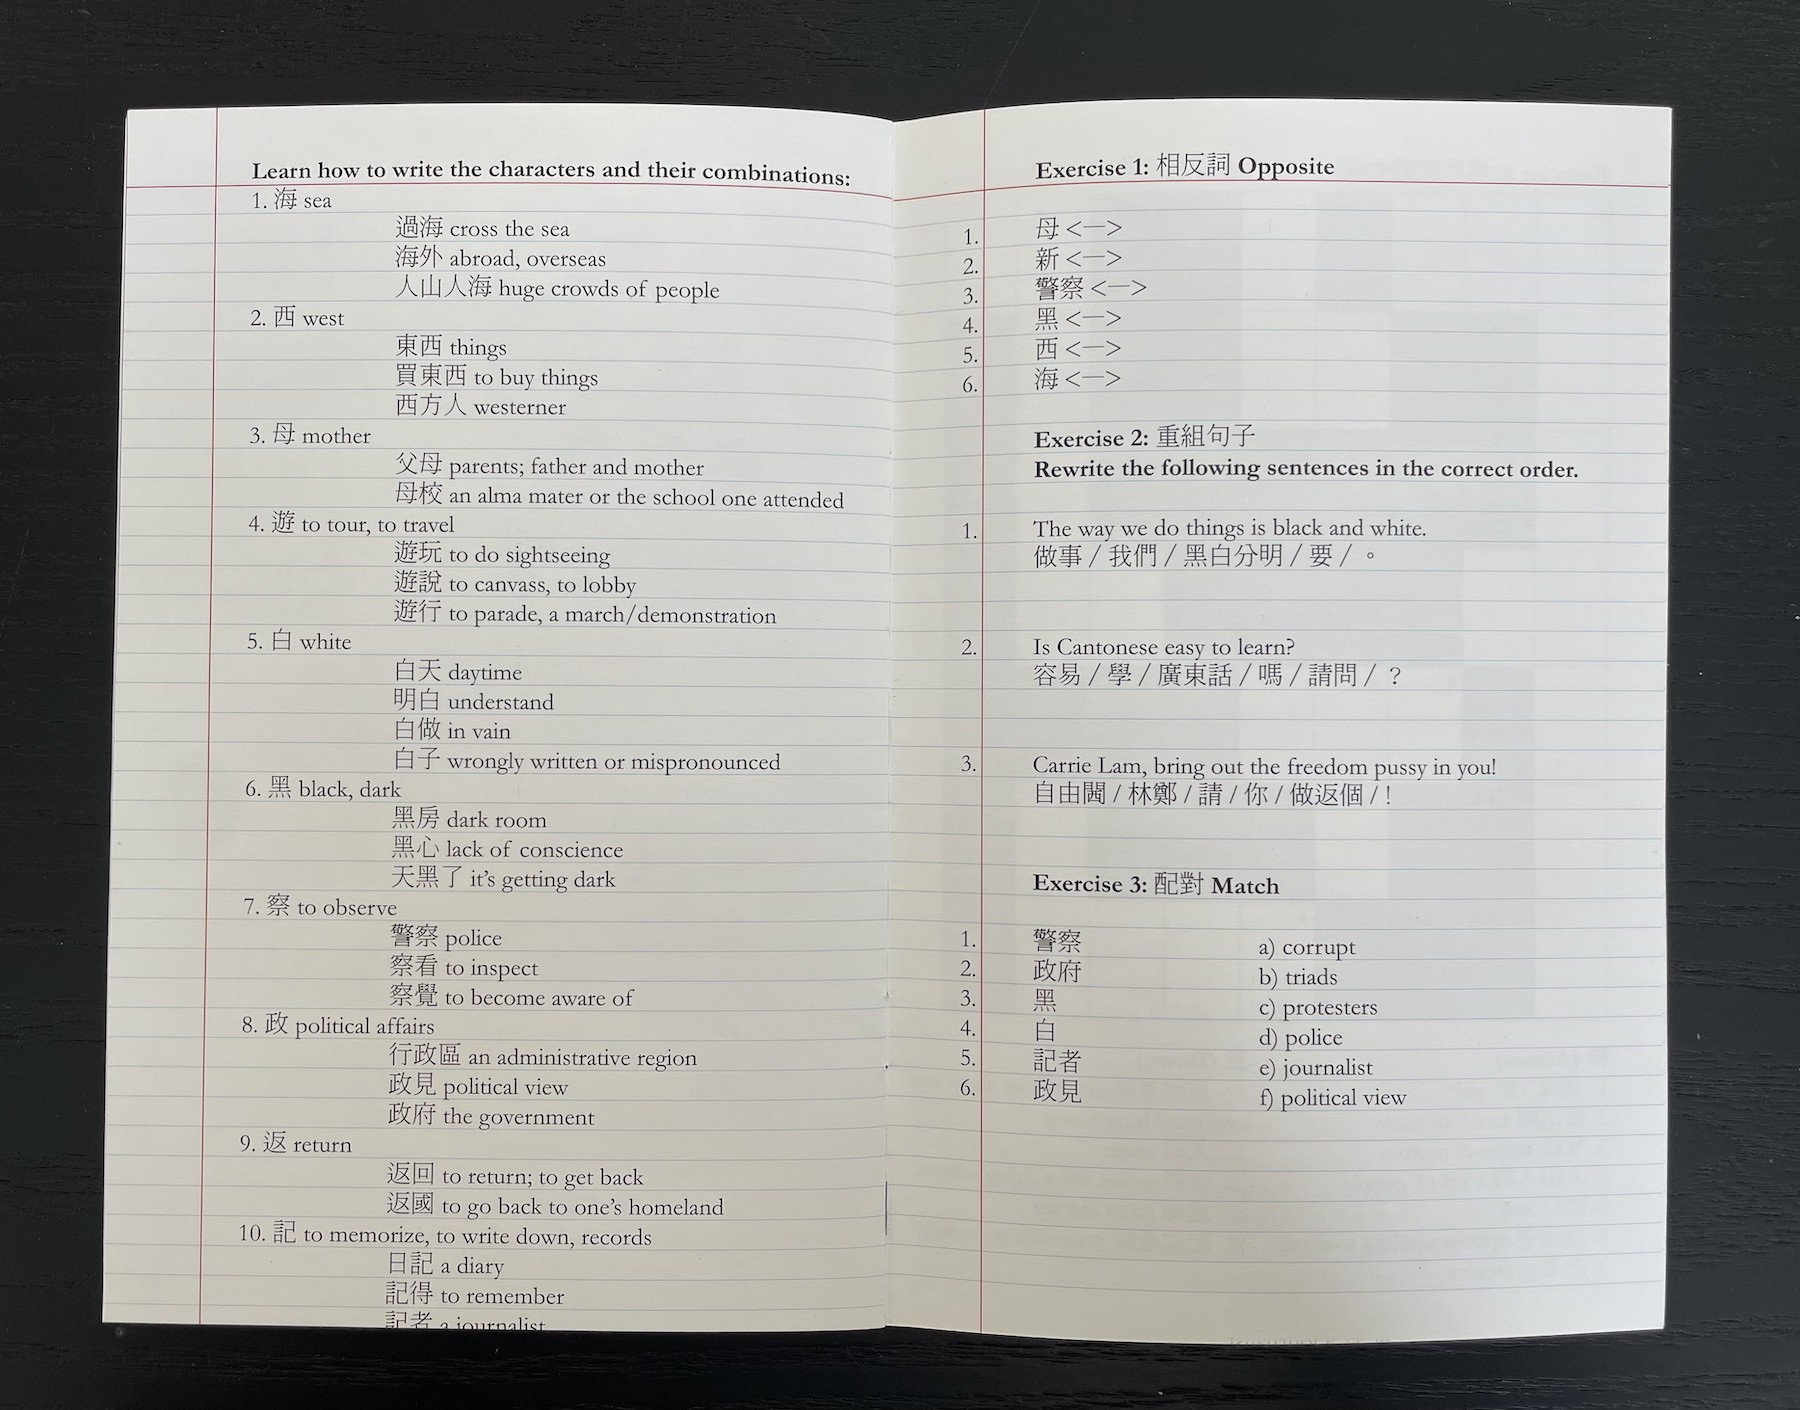 Learn how to write the characters and their combinations:
1. 海 sea
過海 cross the sea
海外 abroad, overseas
人山人海 huge crowds of people
2. 西 west
東西 things
買東西 to buy things
西方人 westerner
3. 母 mother
父母 parents; father and mother
母校 an alma mater or the school one attended
4. 遊 to tour, to travel
遊玩 to do sightseeing
遊說 to canvass, to lobby
遊行 to parade, a march/demonstration
5. 白 white
白天 daytime
明白 understand
白做 in vain
白子 wrongly written or mispronounced
6. 黑 black, dark
黑房 dark room
黑心 lack of conscience
天黑了 it's getting dark
7. 察 to observe
警察 police
察看 to inspect
察覺 to become aware of
8. 政 political affairs
行政區 an administrative region
政見 political view
政府 the government
9. 返 return
返回 to return; to get back
返國 to go back to one's homeland
10. 記 to memorize, to write down, records
日記 a diary
記得 to remember
記者 a journalist
Exercise 1: 相反詞 Opposite
1. 母 <—>
2. 新 <—>
3. 警察 <—>
4. 黑 <—>
5. 西 <—>
6. 海 <—>
Exercise 2: 重組句子
Rewrite the following sentences in the correct order.
1. The way we do things is black and white.
做事 / 我們 / 黑白分明 / 要 / 。
2. Is Cantonese easy to learn?
容易 / 學 / 廣東話 / 嗎 / 請問 / ？
3. Carrie Lam, bring out the freedom pussy in you!
自由閪 / 林鄭 / 請 / 你 / 做返個 / !
Exercise 3: 配對 Match
1. 警察 a) corrupt
2. 政府 b) triads
3. 黑 c) protesters
4. 白 d) police
5. 記者 e) journalist
6. 政見 f) political view